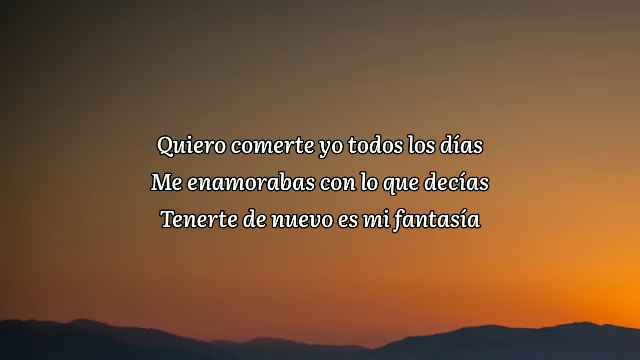 Quiero comerte yo todos los días
Me enamorabas con lo que decías
Tenerte de nuevo es mi fantasía